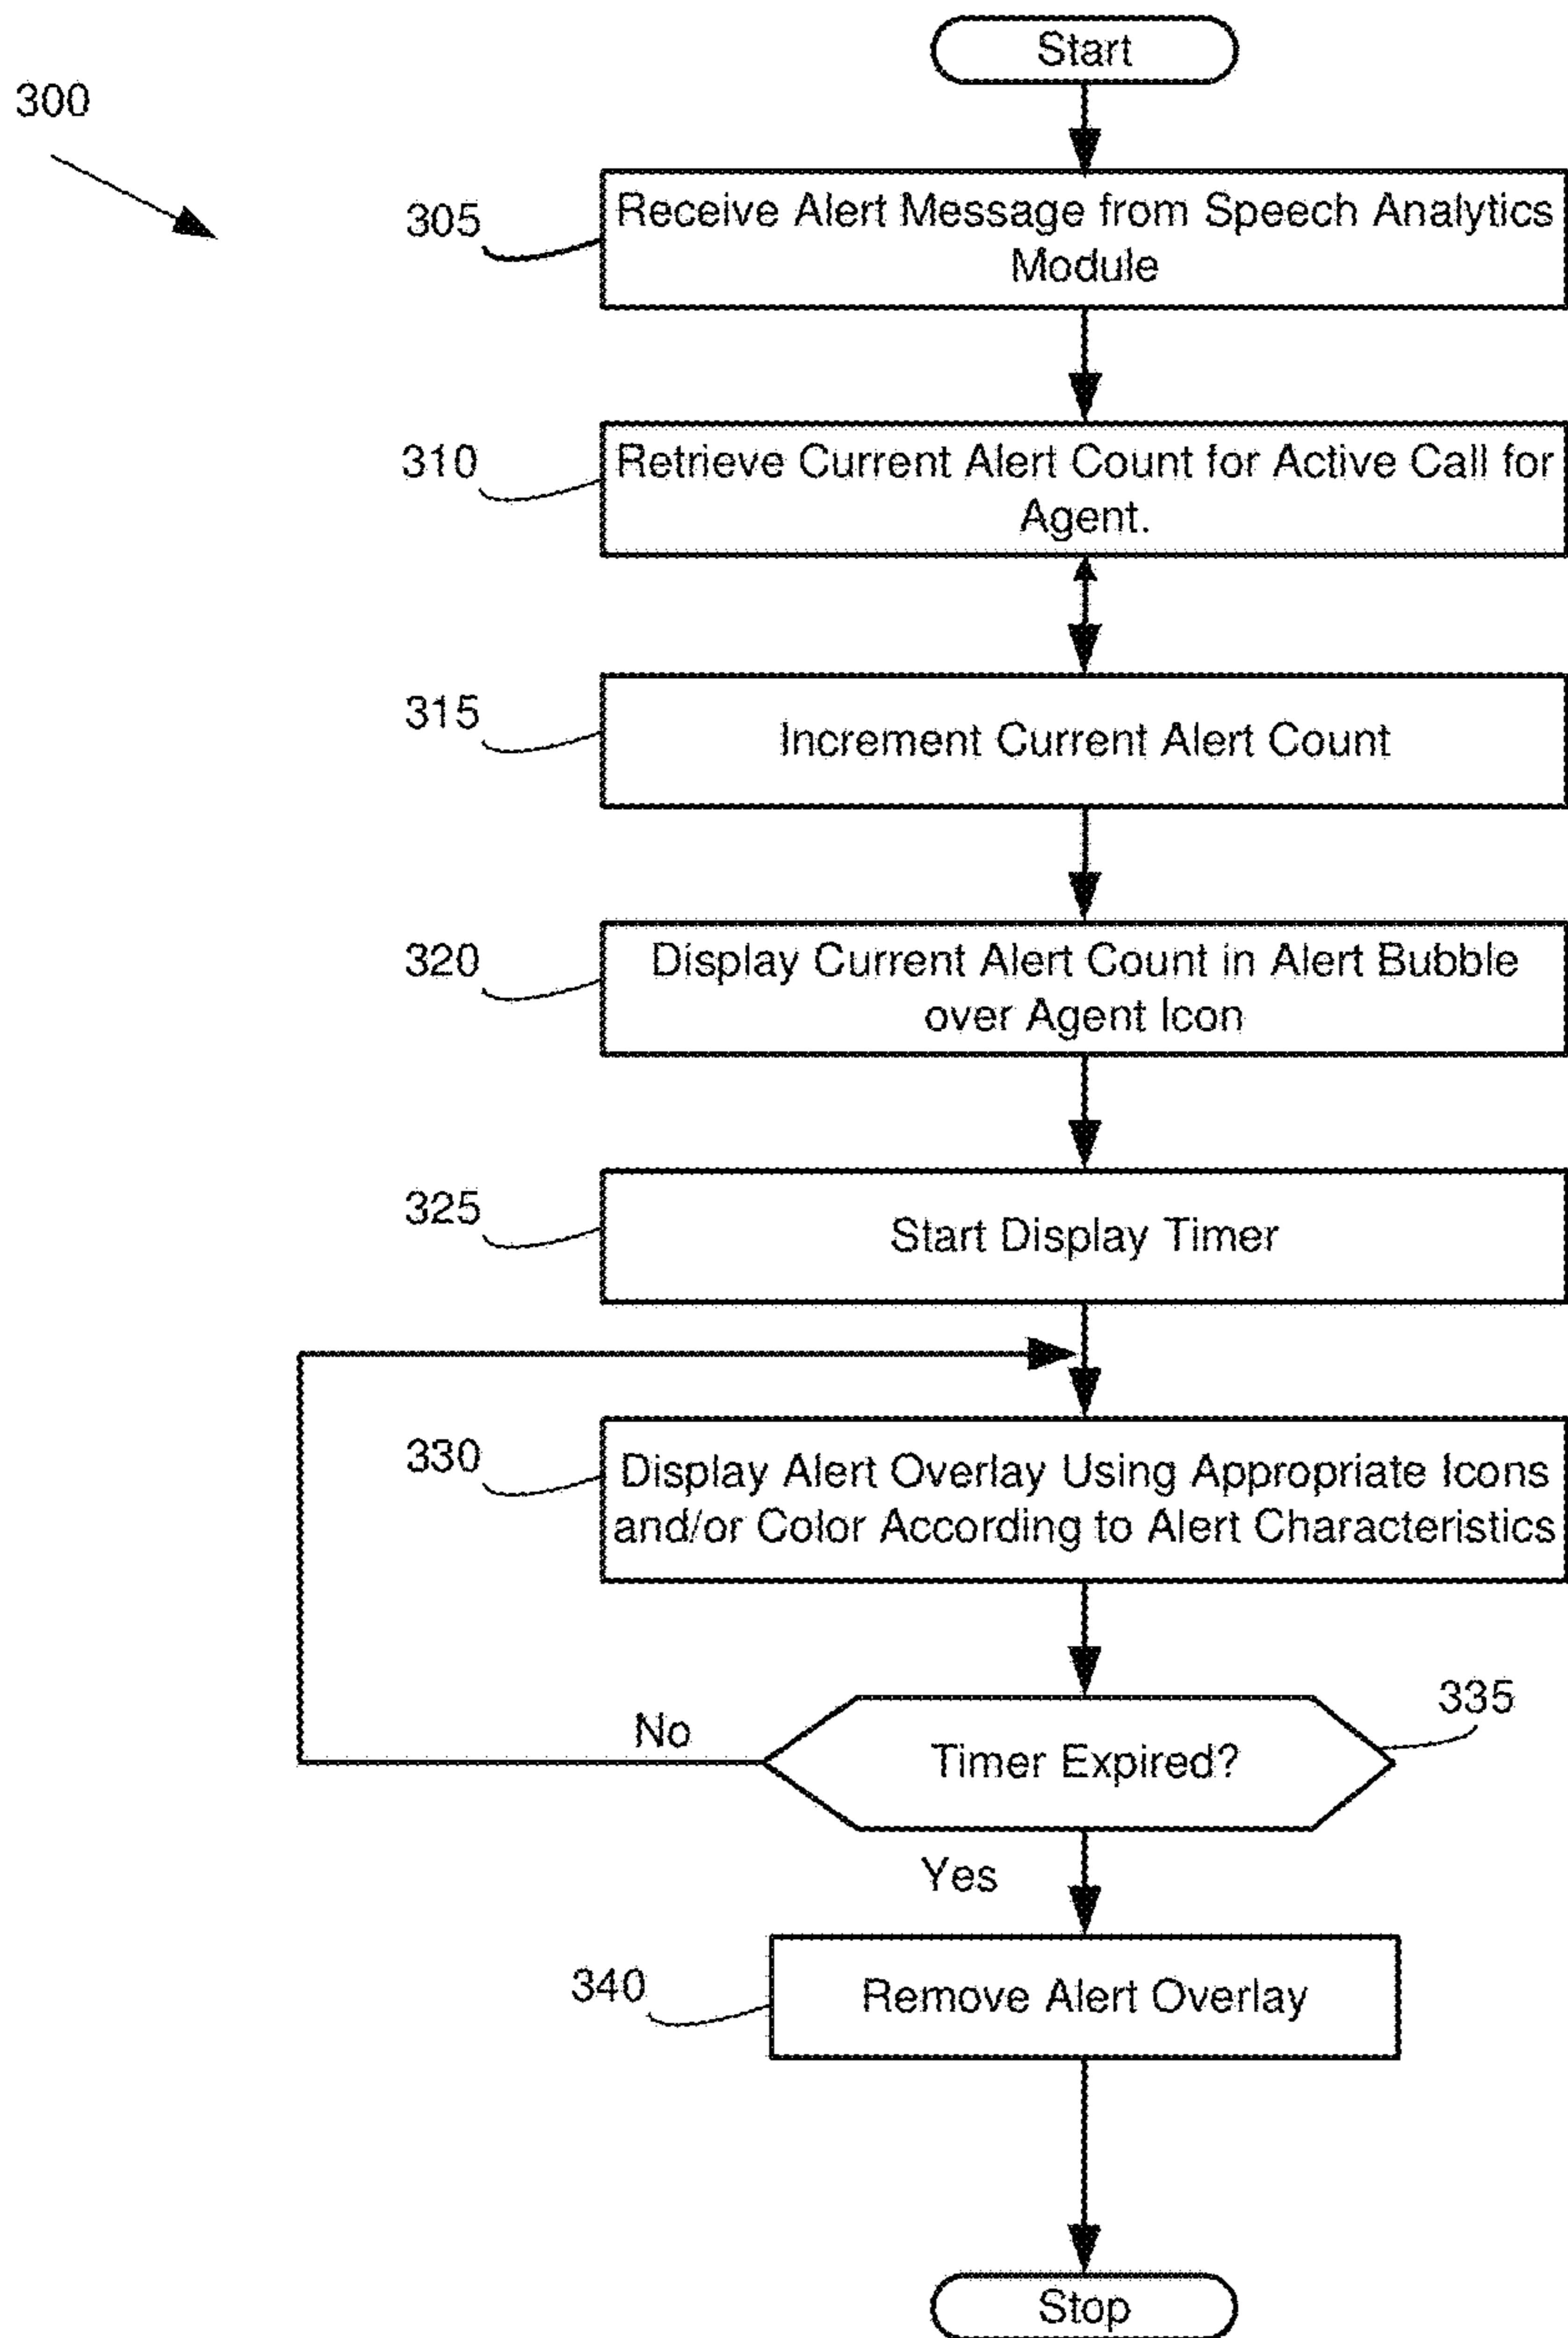 Start
300
305
Receive Alert Message from Speech Analytics
Module
310
Retrieve Current Alert Count for Active Call for
Agent.
315
Increment Current Alert Count
320
Display Current Alert Count in Alert Bubble
over Agent Icon
325
Start Display Timer
330
Display Alert Overlay Using Appropriate Icons
and/or Color According to Alert Characteristics
335
No
Timer Expired?
Yes
340
Remove Alert Overlay
Stop